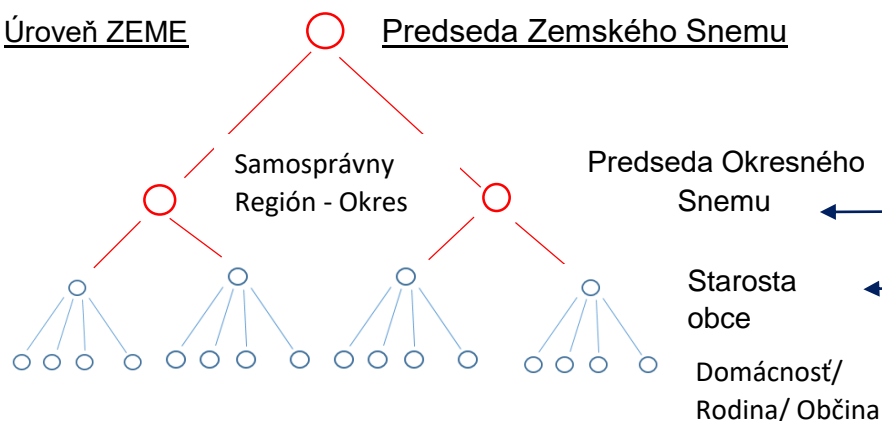 Úroveň ZEME
Predseda Zemského Snemu
Samosprávny
Región - Okres
Predseda Okresného
Snemu
Starosta
obce
Domácnosť/
Rodina/ Občina